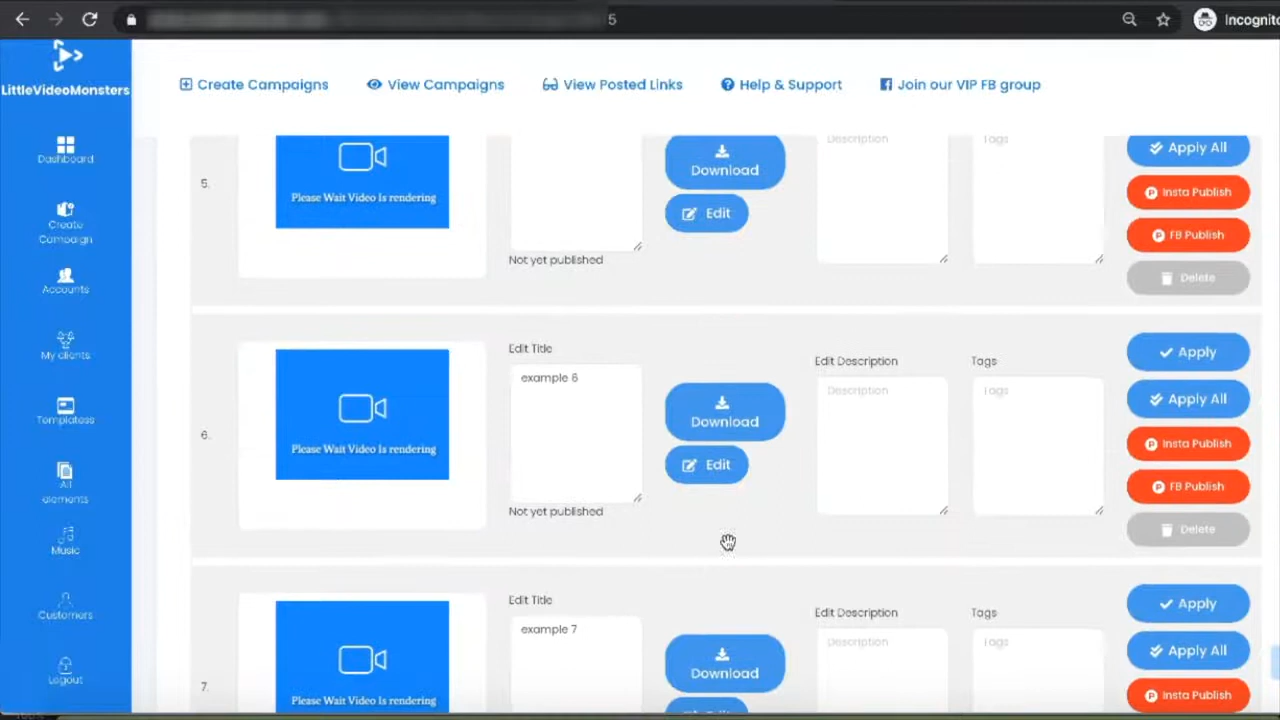 5
Incognito
LittleVideoMonsters
Create Campaigns
View Campaigns
View Posted Links
Help & Support
Join our VIP FB group
Dashboard
Create
Campaign
Accounts
My clients
Templatess
All
elements
Music
Customers
Logout
5.
Please Wait Video Is rendering
Not yet published
Download
Edit
Description
Tags
Apply All
Insta Publish
FB Publish
Delete
6.
Please Wait Video Is rendering
Edit Title
example 6
Not yet published
Download
Edit
Edit Description
Description
Tags
Tags
Apply
Apply All
Insta Publish
FB Publish
Delete
7.
Please Wait Video Is rendering
Edit Title
example 7
Download
Edit Description
Description
Tags
Tags
Apply
Apply All
Insta Publish